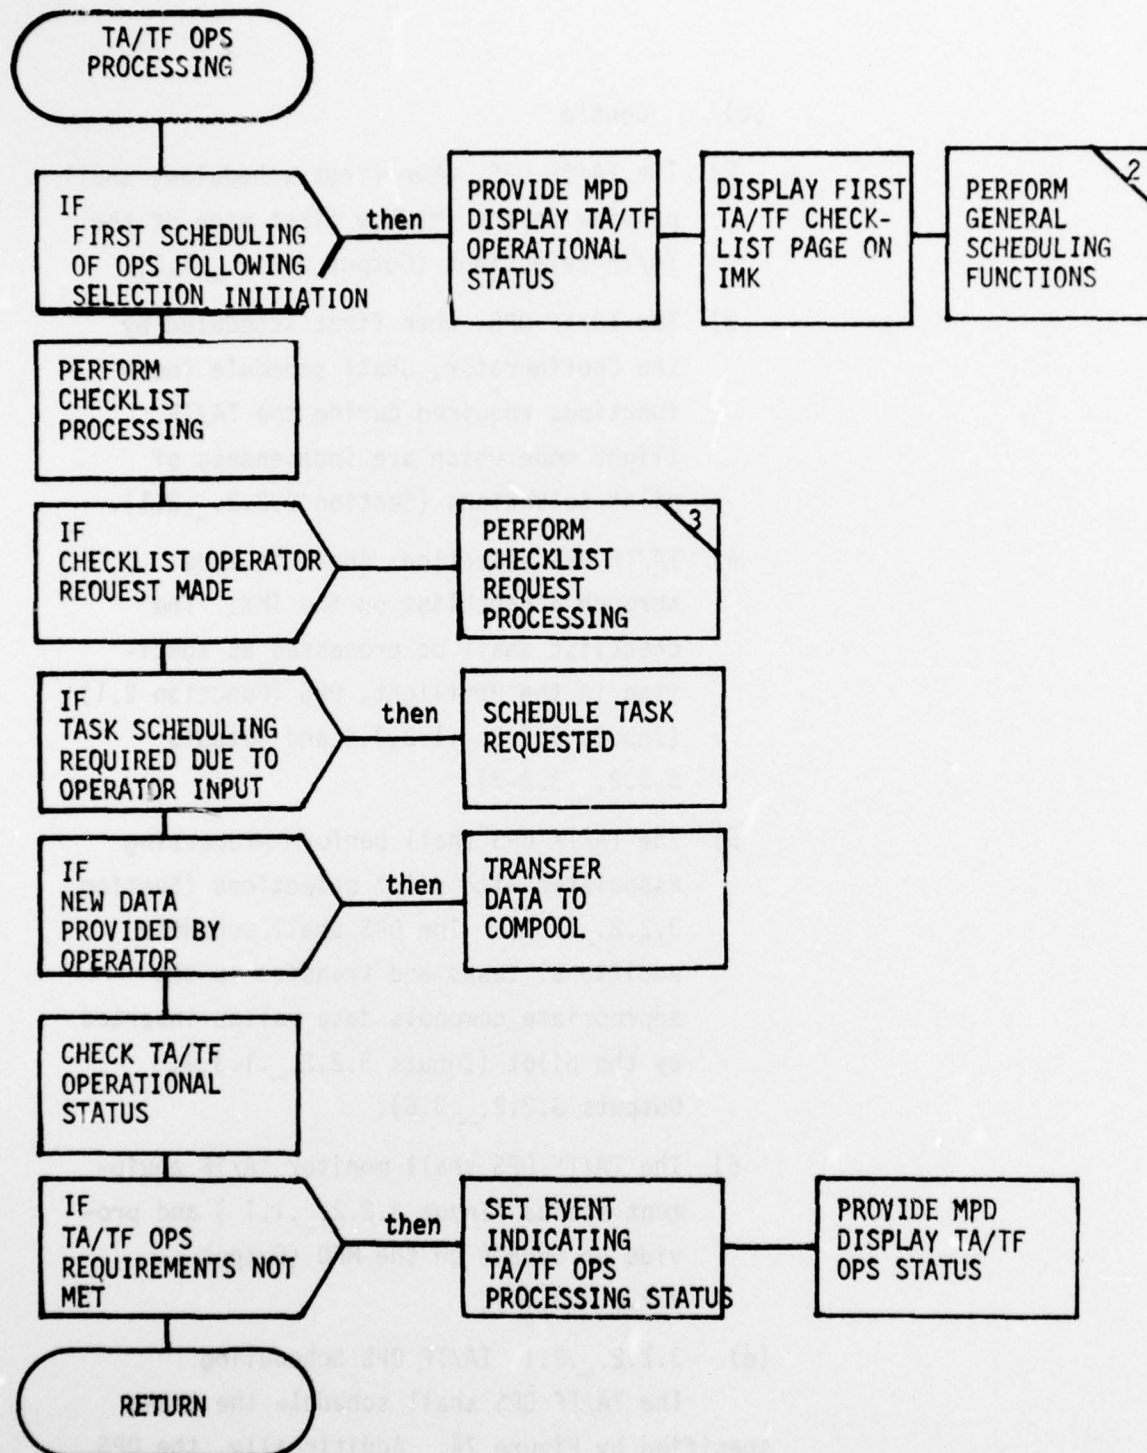 TA/TF OPS
PROCESSING
IF
FIRST SCHEDULING
OF OPS FOLLOWING
SELECTION INITIATION
then
PROVIDE MPD
DISPLAY TA/TF
OPERATIONAL
STATUS
DISPLAY FIRST
TA/TF CHECK-
LIST PAGE ON
IMK
2
PERFORM
GENERAL
SCHEDULING
FUNCTIONS
PERFORM
CHECKLIST
PROCESSING
IF
CHECKLIST OPERATOR
REQUEST MADE
3
PERFORM
CHECKLIST
REQUEST
PROCESSING
IF
TASK SCHEDULING
REQUIRED DUE TO
OPERATOR INPUT
then
SCHEDULE TASK
REQUESTED
IF
NEW DATA
PROVIDED BY
OPERATOR
then
TRANSFER
DATA TO
COMPOOL
CHECK TA/TF
OPERATIONAL
STATUS
IF
TA/TF OPS
REQUIREMENTS NOT
MET
then
SET EVENT
INDICATING
TA/TF OPS
PROCESSING STATUS
PROVIDE MPD
DISPLAY TA/TF
OPS STATUS
RETURN